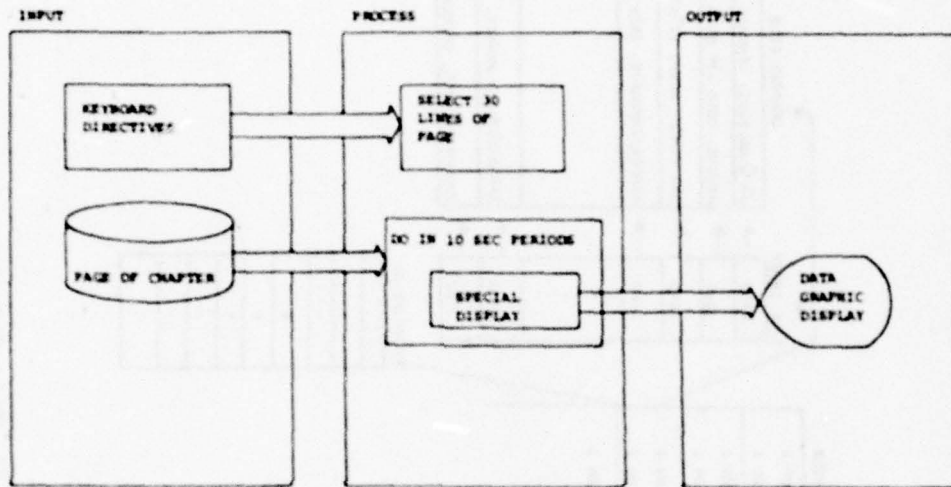 INPUT
PROCESS
OUTPUT
KEYBOARD
DIRECTIVES
SELECT 30
LINES OF
PAGE
PAGE OF CHAPTER
DO IN 10 SEC PERIODS
SPECIAL
DISPLAY
DATA
GRAPHIC
DISPLAY